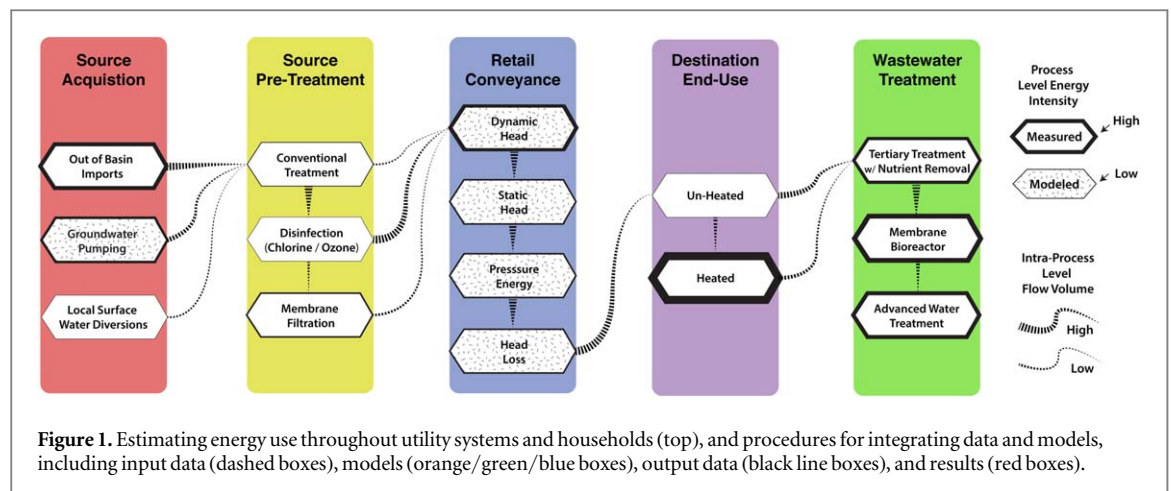 Source
Acquistion
Out of Basin
Imports
Groundwater
Pumping
Local Surface
Water Diversions
Source
Pre-Treatment
Conventional
Treatment
Disinfection
(Chlorine / Ozone)
Membrane
Filtration
Retail
Conveyance
Dynamic
Head
Static
Head
Presssure
Energy
Head
Loss
Destination
End-Use
Un-Heated
Heated
Wastewater
Treatment
Tertiary Treatment
w/ Nutrient Removal
Membrane
Bioreactor
Advanced Water
Treatment
Process
Level Energy
Intensity
High
Measured
Low
Modeled
Intra-Process
Level
Flow Volume
High
Low
Figure 1. Estimating energy use throughout utility systems and households (top), and procedures for integrating data and models,
including input data (dashed boxes), models (orange/green/blue boxes), output data (black line boxes), and results (red boxes).